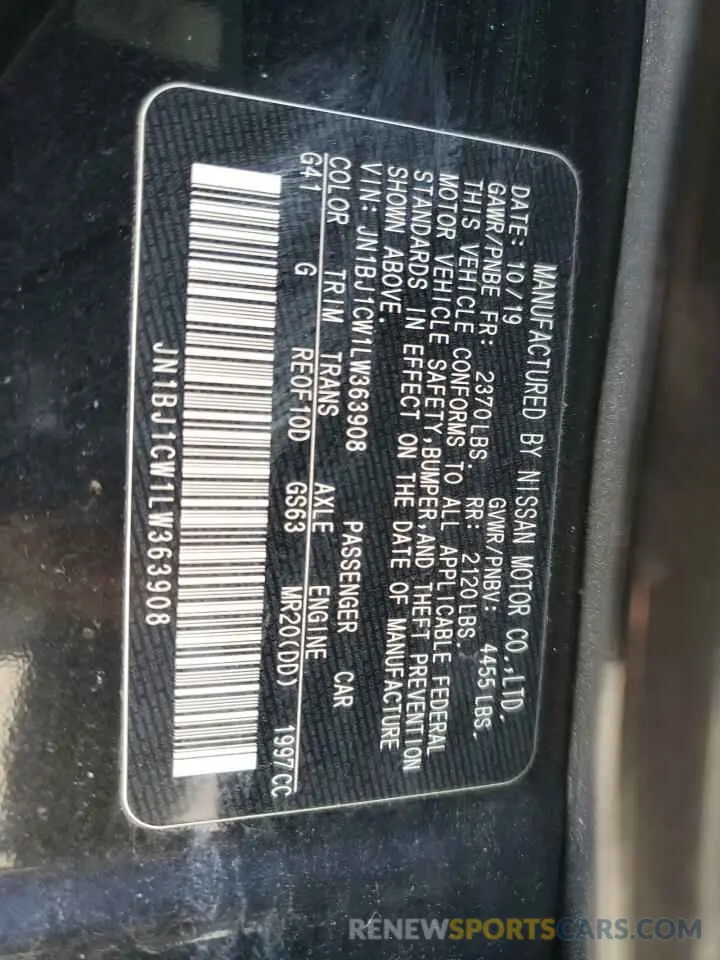 MANUFACTURED BY NISSAN MOTOR CO.,LTD.
DATE: 10/19 GVWR/PNBV: 4455 LBS.
GAWR/PNBE FR: 2370LBS. RR: 2120LBS.
THIS VEHICLE CONFORMS TO ALL APPLICABLE FEDERAL
MOTOR VEHICLE SAFETY,BUMPER,AND THEFT PREVENTION
STANDARDS IN EFFECT ON THE DATE OF MANUFACTURE
SHOWN ABOVE.
VIN: JN1BJ1CW1LW363908 PASSENGER CAR
COLOR TRIM TRANS AXLE ENGINE
G41 G RE0F10D GS63 MR20(DD) 1997CC
JN1BJ1CW1LW363908
RENEWSPORTSCARS.COM